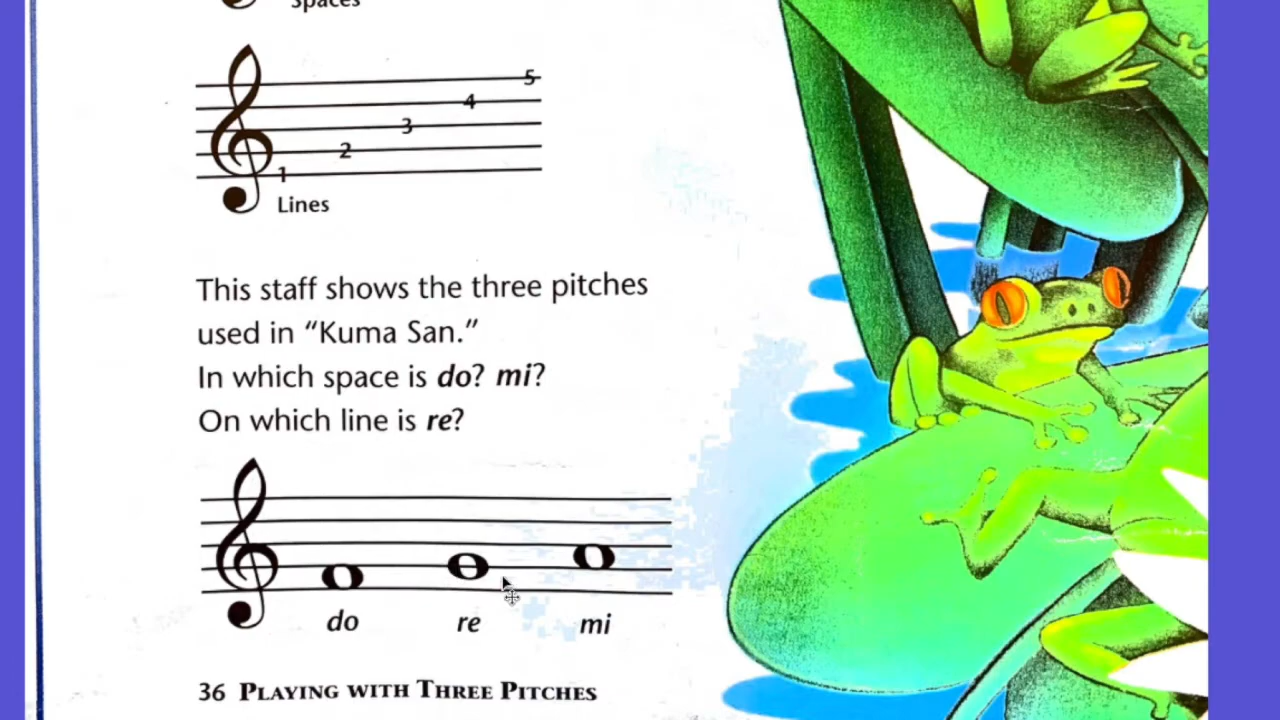 Spaces
5
4
3
2
1
Lines
This staff shows the three pitches
used in “Kuma San.”
In which space is do? mi?
On which line is re?
do re mi
36 PLAYING WITH THREE PITCHES